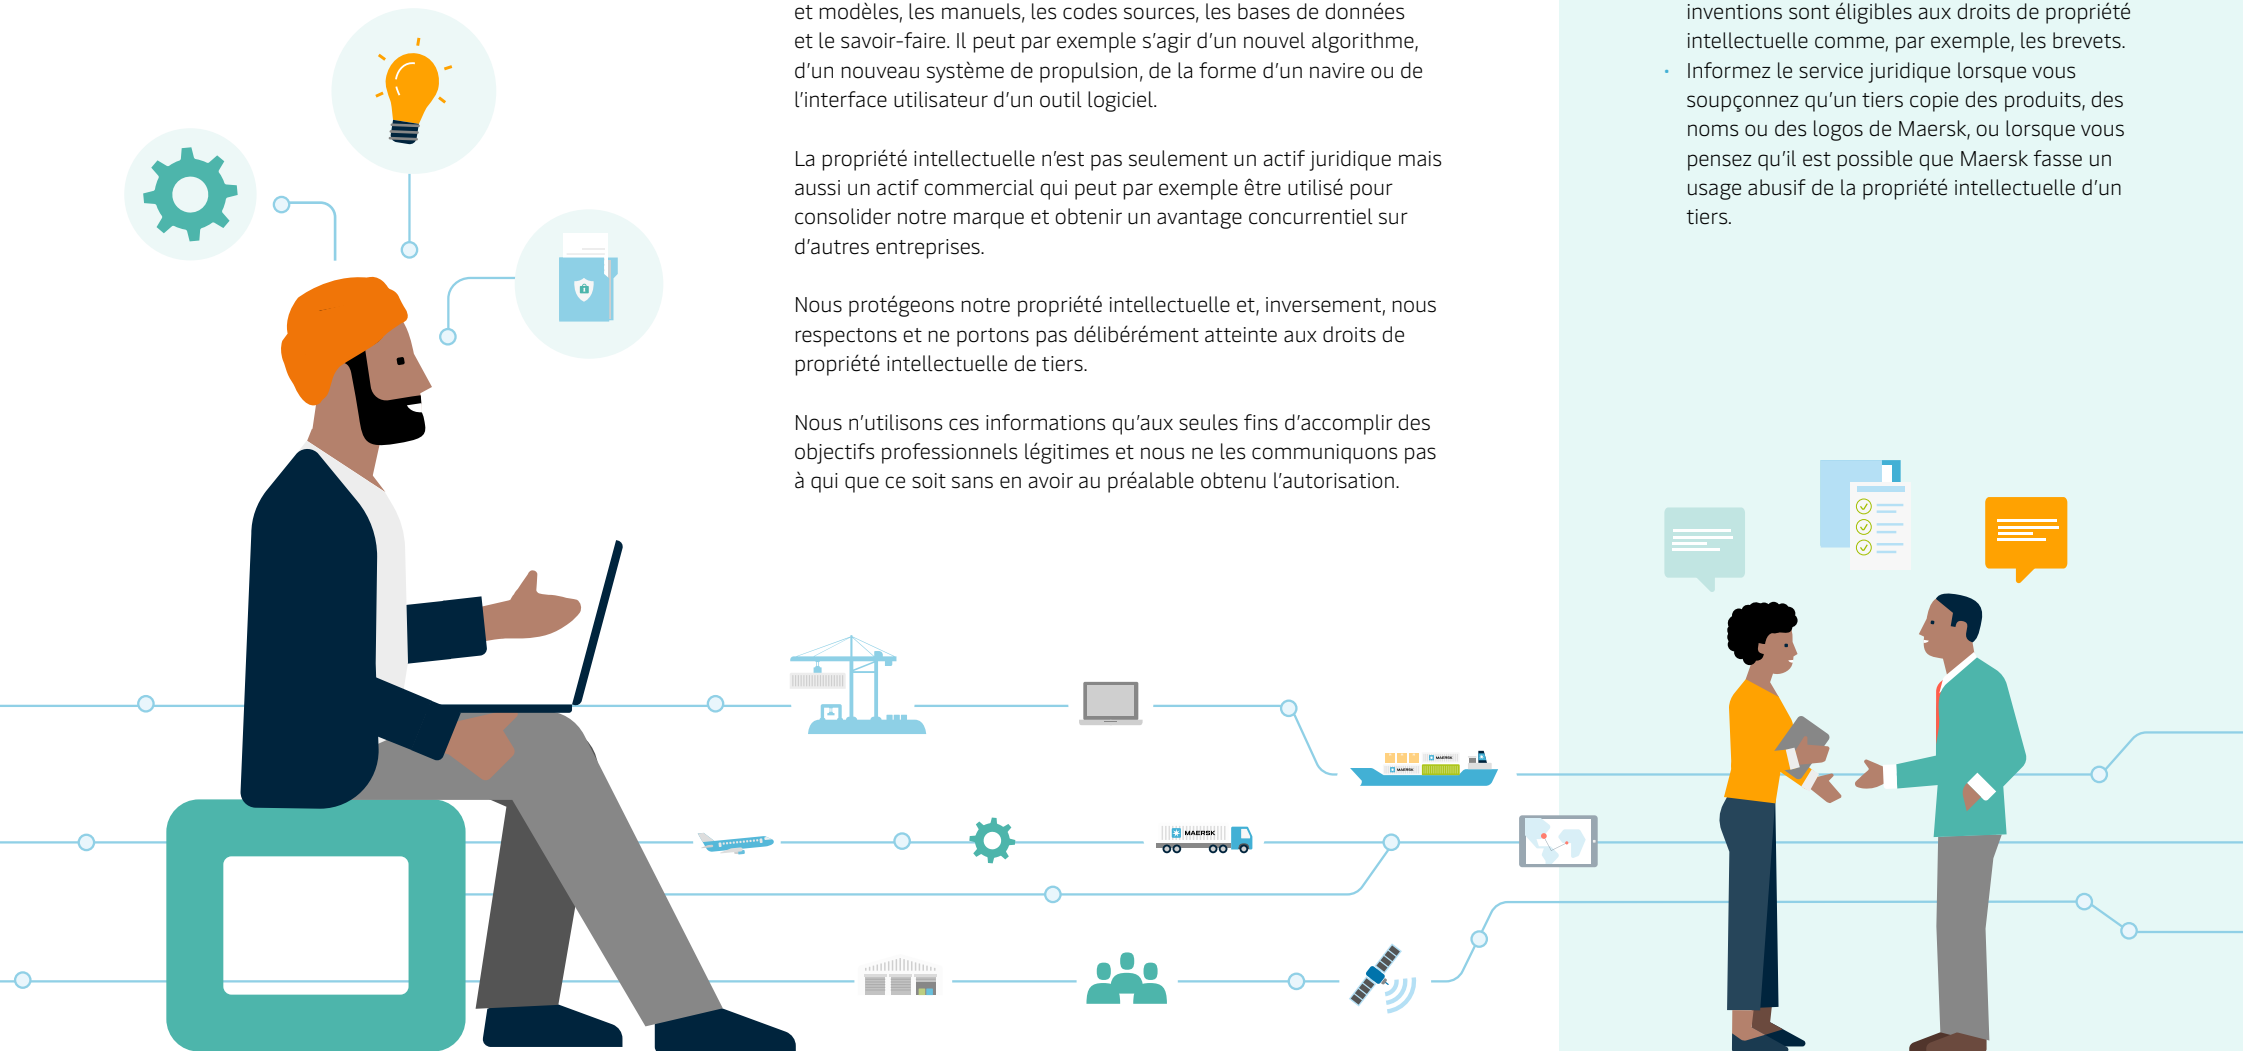 et modèles, les manuels, les codes sources, les bases de données
et le savoir-faire. Il peut par exemple s’agir d’un nouvel algorithme,
d’un nouveau système de propulsion, de la forme d’un navire ou de
l’interface utilisateur d’un outil logiciel.
La propriété intellectuelle n’est pas seulement un actif juridique mais
aussi un actif commercial qui peut par exemple être utilisé pour
consolider notre marque et obtenir un avantage concurrentiel sur
d’autres entreprises.
Nous protégeons notre propriété intellectuelle et, inversement, nous
respectons et ne portons pas délibérément atteinte aux droits de
propriété intellectuelle de tiers.
Nous n’utilisons ces informations qu’aux seules fins d’accomplir des
objectifs professionnels légitimes et nous ne les communiquons pas
à qui que ce soit sans en avoir au préalable obtenu l’autorisation.
inventions sont éligibles aux droits de propriété
intellectuelle comme, par exemple, les brevets.
• Informez le service juridique lorsque vous
soupçonnez qu’un tiers copie des produits, des
noms ou des logos de Maersk, ou lorsque vous
pensez qu’il est possible que Maersk fasse un
usage abusif de la propriété intellectuelle d’un
tiers.
MAERSK
MAERSK
MAERSK